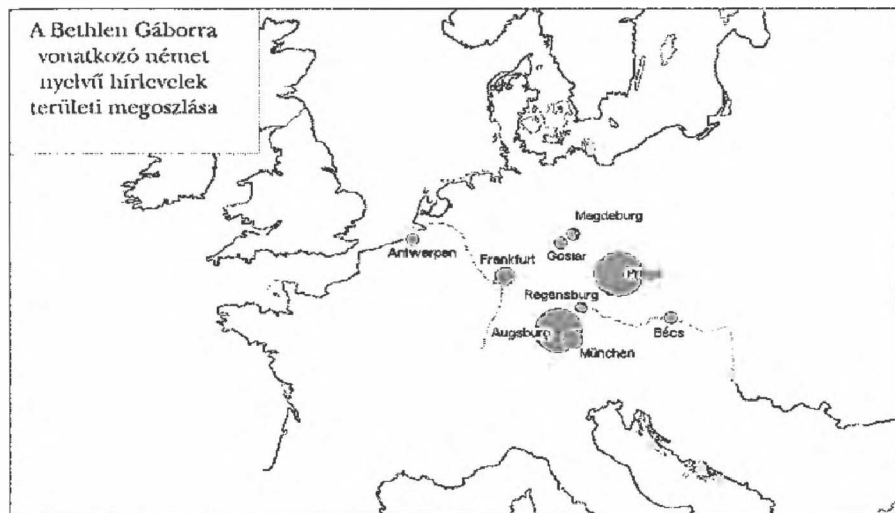 A Bethlen Gáborra
vonatkozó német
nyelvű hírlevelek
területi megoszlása
Magdeburg
Goslar
Antwerpen
Frankfurt
Regensburg
Augsburg
Bécs
München